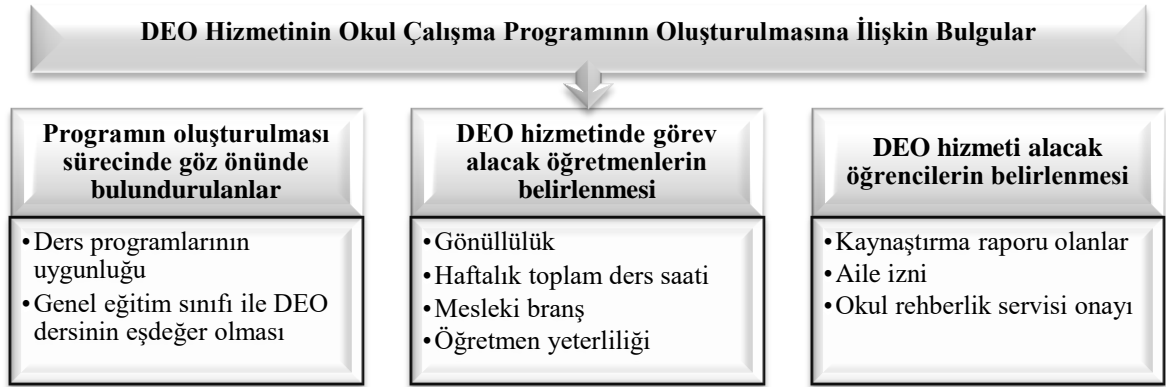 DEO Hizmetinin Okul Çalışma Programının Oluşturulmasına İlişkin Bulgular
Programın oluşturulması
sürecinde göz önünde
bulundurulanlar
•Ders programlarının
uygunluğu
•Genel eğitim sınıfı ile DEO
dersinin eşdeğer olması
DEO hizmetinde görev
alacak öğretmenlerin
belirlenmesi
•Gönüllülük
•Haftalık toplam ders saati
•Mesleki branş
•Öğretmen yeterliliği
DEO hizmeti alacak
öğrencilerin belirlenmesi
•Kaynaştırma raporu olanlar
•Aile izni
•Okul rehberlik servisi onayı